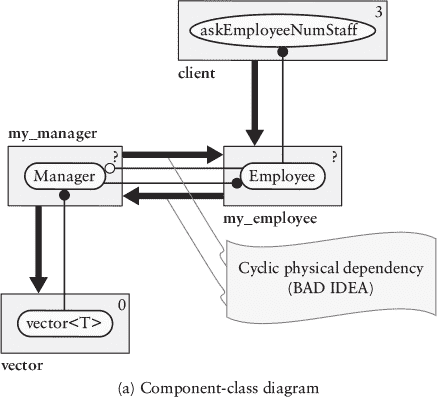 3
askEmployeeNumStaff
client
my_manager
?
?
Manager
Employee
my_employee
Cyclic physical dependency
(BAD IDEA)
0
vector<T>
vector
(a) Component-class diagram